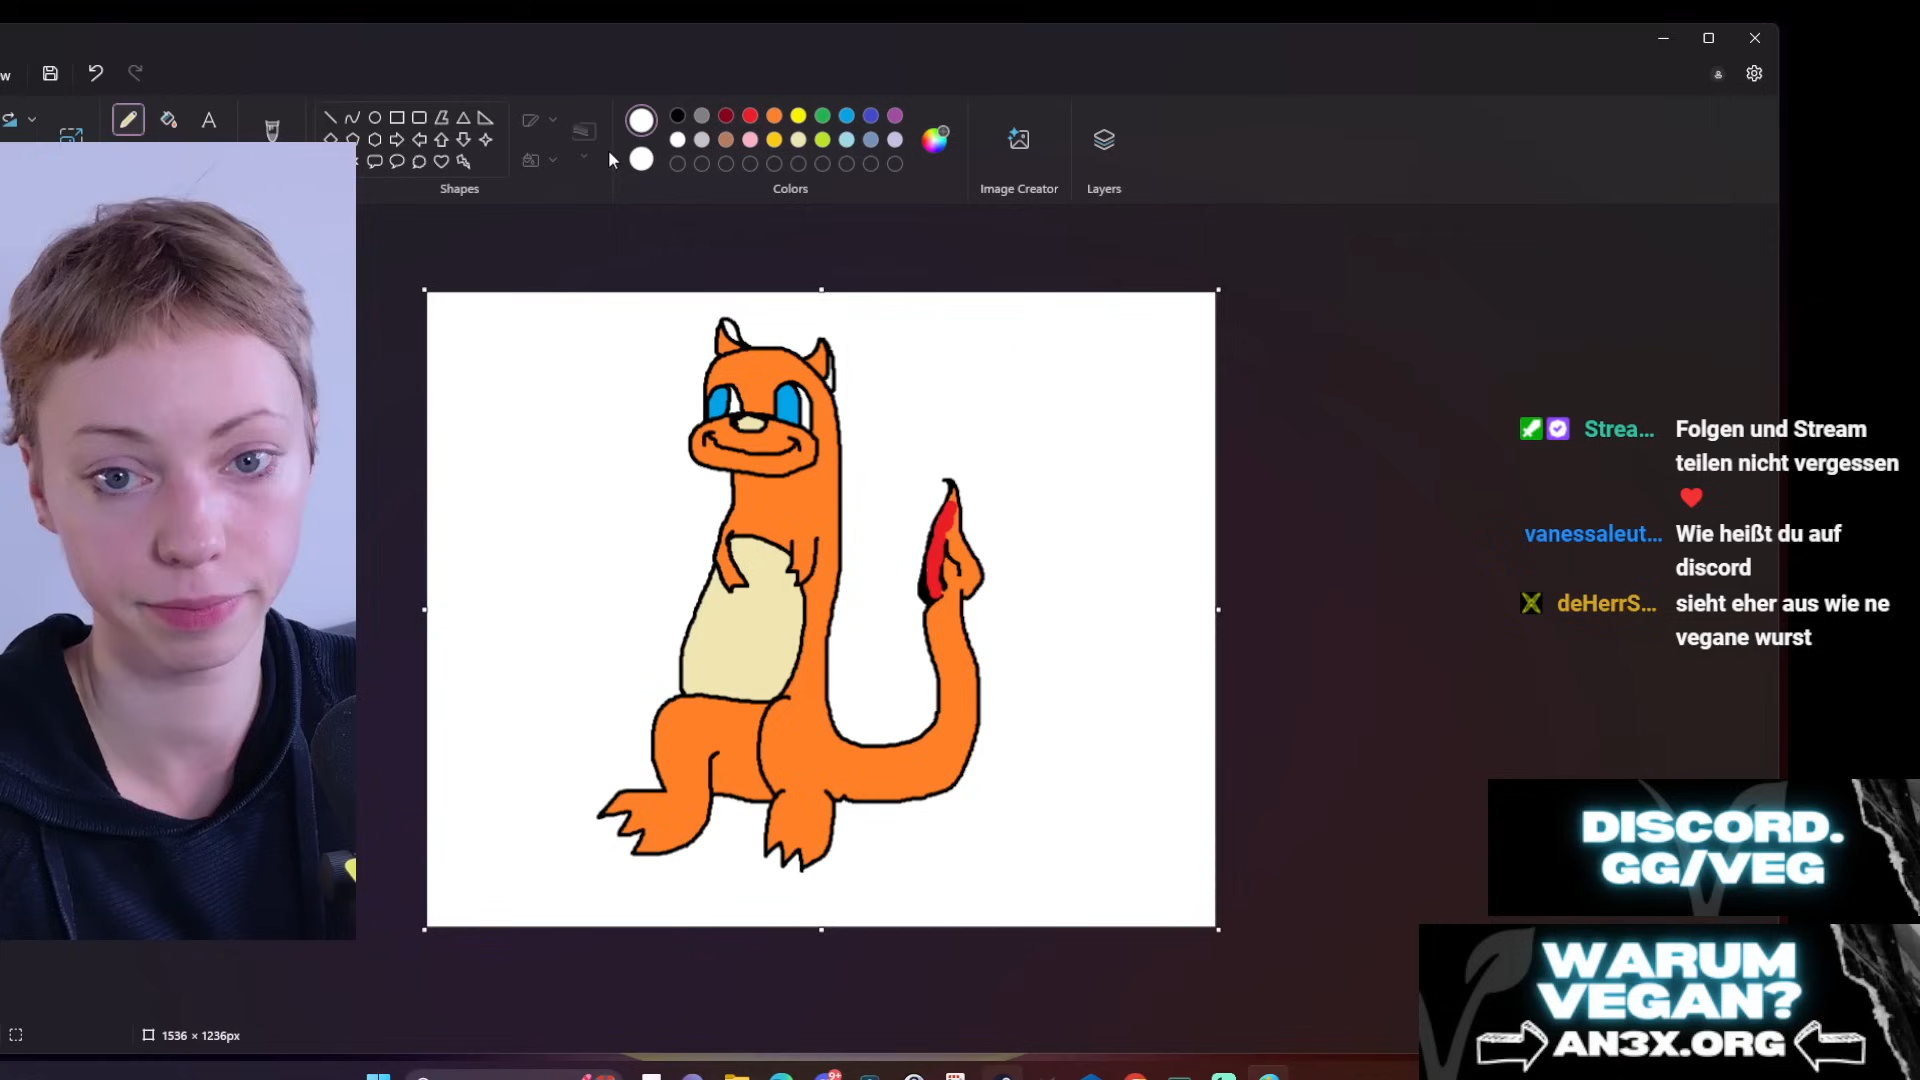 w
Shapes
Colors
Image Creator
Layers
Strea...
Folgen und Stream
teilen nicht vergessen
vanessaleut...
Wie heißt du auf
discord
deHerrS...
sieht eher aus wie ne
vegane wurst
DISCORD.
GG/VEG
WARUM
VEGAN?
AN3X.ORG
1536 × 1236px
9+